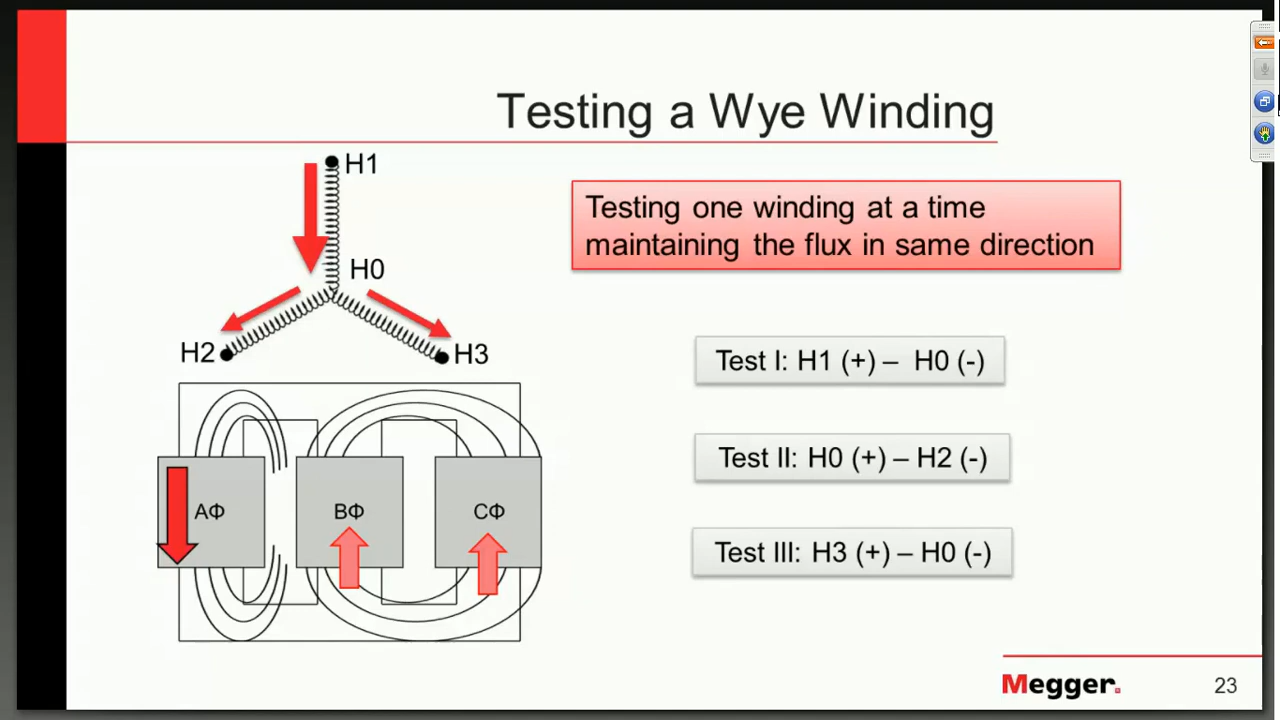 Testing a Wye Winding
H1
H0
H2
H3
Testing one winding at a time
maintaining the flux in same direction
Test I: H1 (+) – H0 (-)
Test II: H0 (+) – H2 (-)
Test III: H3 (+) – H0 (-)
AΦ
BΦ
CΦ
Megger.
23